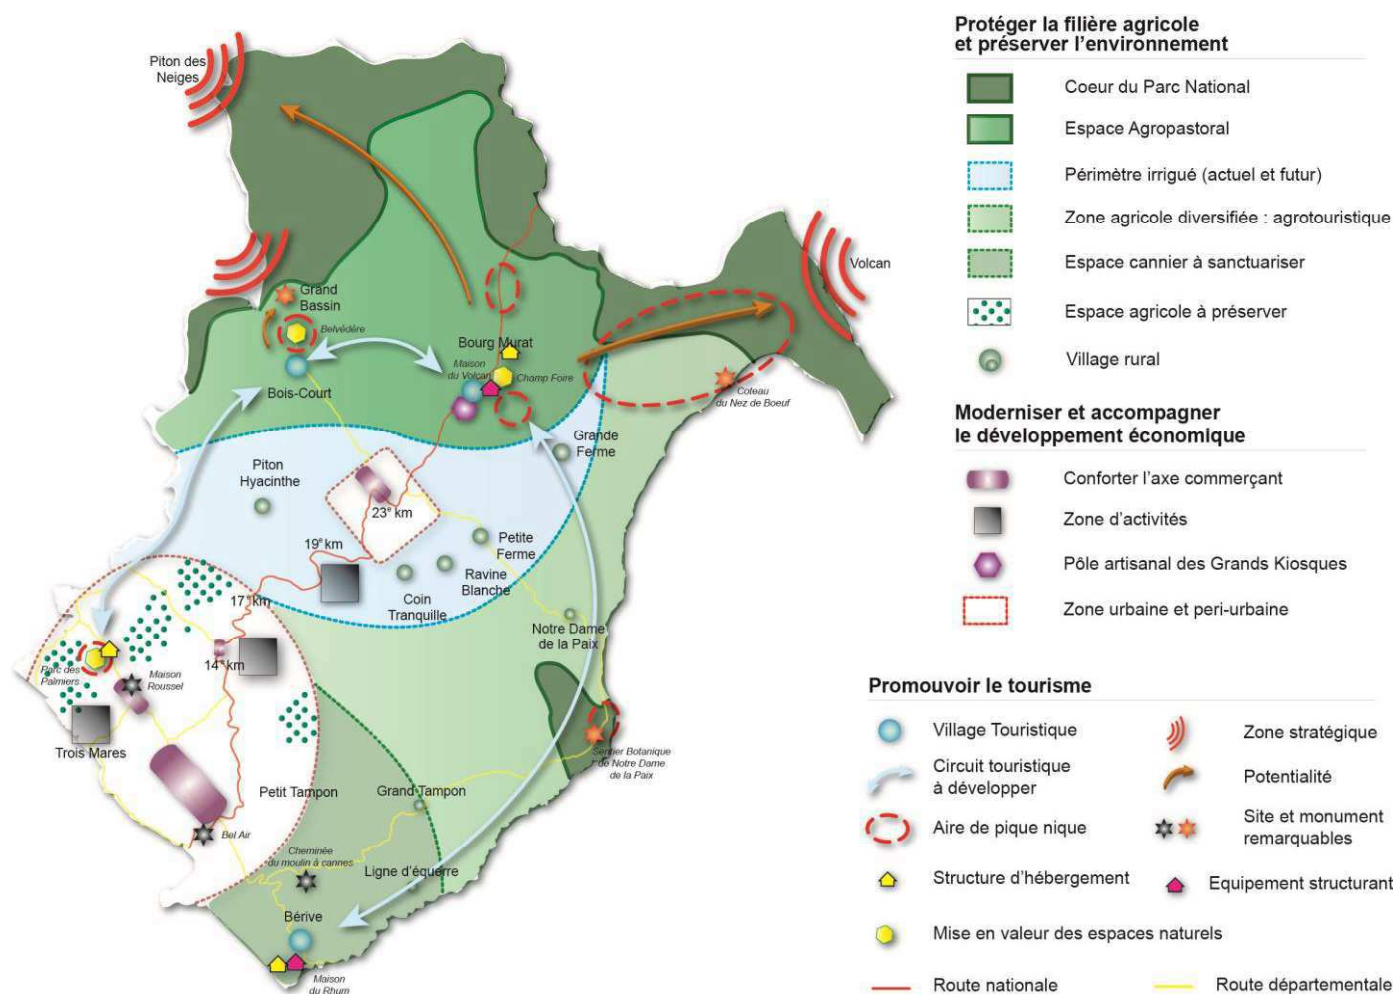 Piton des
Neiges
Volcan
Grand
Bassin
Belvédère
Bourg Murat
Maison
du Volcan
Champ Foire
Bois-Court
Coteau
du Nez de Boeuf
Grande
Ferme
Piton
Hyacinthe
23e km
19e km
Petite
Ferme
Ravine
Blanche
Coin
Tranquille
17e km
Notre Dame
de la Paix
14e km
Parc des
Palmiers
Maison
Roussel
Trois Mares
Sentier Botanique
de Notre Dame
de la Paix
Petit Tampon
Grand Tampon
Bel Air
Cheminée
du moulin à cannes
Ligne d'équerre
Bérive
Maison
du Rhum
Protéger la filière agricole
et préserver l'environnement
Coeur du Parc National
Espace Agropastoral
Périmètre irrigué (actuel et futur)
Zone agricole diversifiée : agrotouristique
Espace cannier à sanctuariser
Espace agricole à préserver
Village rural
Moderniser et accompagner
le développement économique
Conforter l'axe commerçant
Zone d'activités
Pôle artisanal des Grands Kiosques
Zone urbaine et peri-urbaine
Promouvoir le tourisme
Village Touristique
Zone stratégique
Circuit touristique
à développer
Potentialité
Aire de pique nique
Site et monument
remarquables
Structure d'hébergement
Equipement structurant
Mise en valeur des espaces naturels
Route nationale
Route départementale